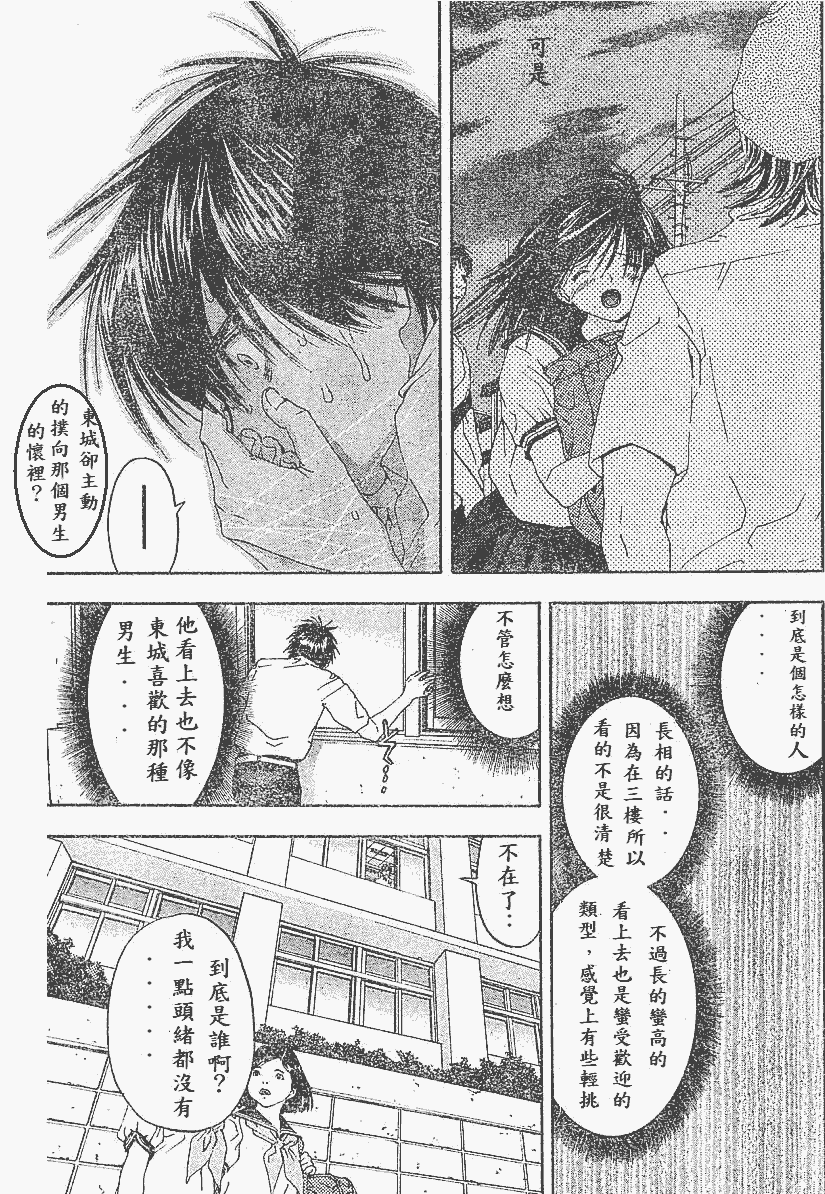 可是
︱
東城卻主動
的撲向那個男生
的懷裡？
到底是個怎樣的人
‧‧‧‧
長相的話‧‧
因為在三樓所以
看的不是很清楚
不過長的蠻高的
看上去也是蠻受歡迎的
類型，感覺上有些輕挑
不管怎麼想
他看上去也不像
東城喜歡的那種
男生‧‧‧
不在了‧‧
到底是誰啊？
我一點頭緒都沒有
‧‧‧‧